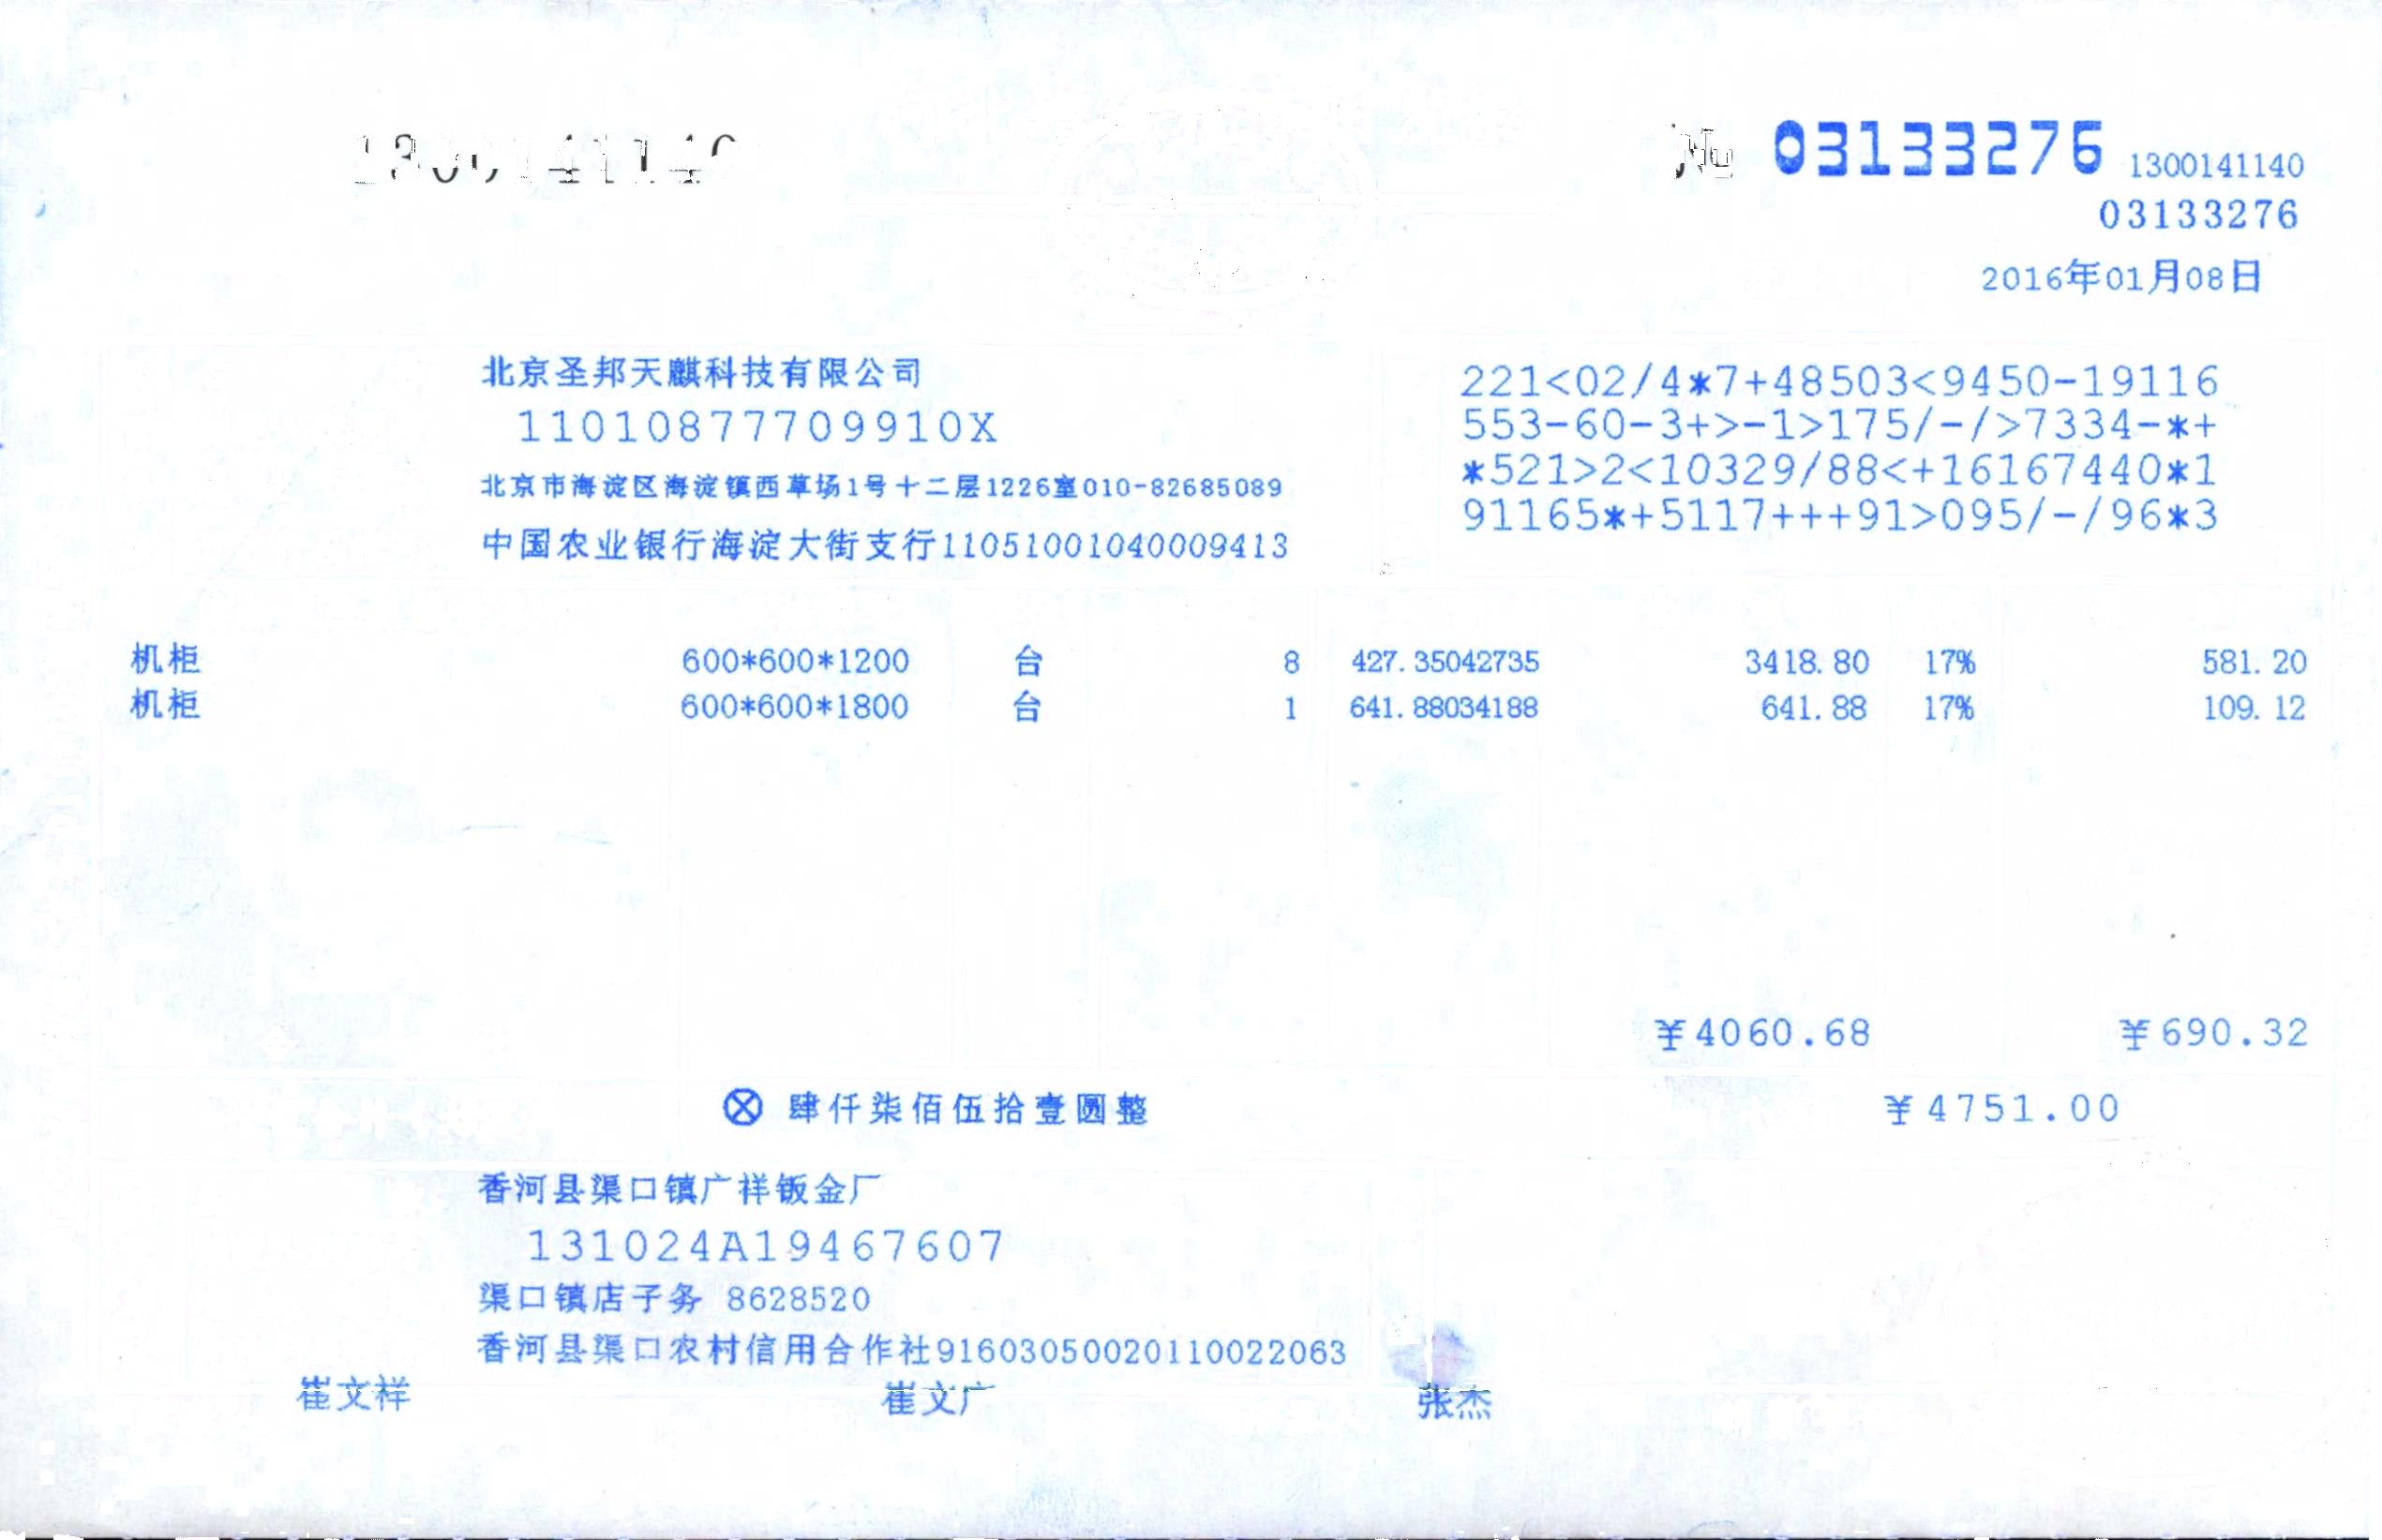 1300141140 № 03133276 1300141140
03133276
2016年01月08日
北京圣邦天麒科技有限公司
11010877709910X
北京市海淀区海淀镇西草场1号十二层1226室010-82685089
中国农业银行海淀大街支行11051001040009413
221<02/4*7+48503<9450-19116
553-60-3+>-1>175/-/>7334-*+
*521>2<10329/88<+16167440*1
91165*+5117+++91>095/-/96*3
机柜 600*600*1200 台 8 427.35042735 3418.80 17% 581.20
机柜 600*600*1800 台 1 641.88034188 641.88 17% 109.12
¥4060.68 ¥690.32
⊗ 肆仟柒佰伍拾壹圆整 ¥4751.00
香河县渠口镇广祥钣金厂
131024A19467607
渠口镇店子务 8628520
香河县渠口农村信用合作社91603050020110022063
崔文祥 崔文广 张杰